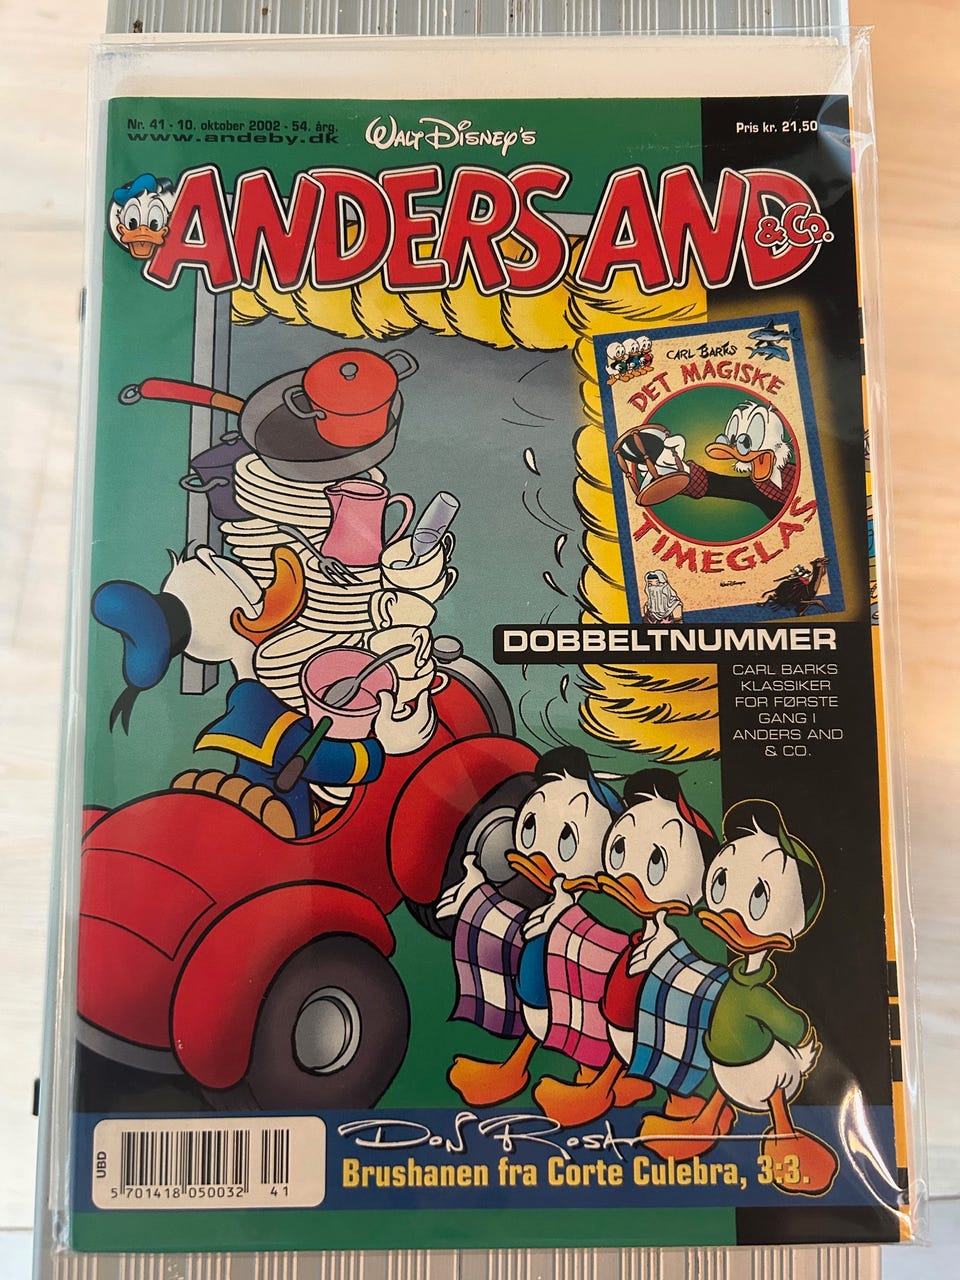 Nr. 41 · 10. oktober 2002 · 54. årg.
www.andeby.dk
WALT DISNEY'S
Pris kr. 21,50
ANDERS AND
& Co.
CARL BARKS
DET MAGISKE
TIMEGLAS
DOBBELTNUMMER
CARL BARKS
KLASSIKER
FOR FØRSTE
GANG I
ANDERS AND
& CO.
DON ROSA
Brushanen fra Corte Culebra, 3:3.
UBD
5 701418 050032 41